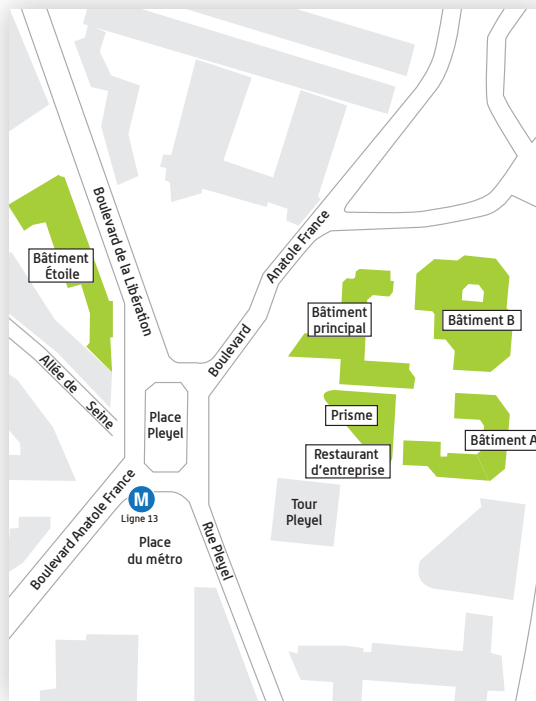 Boulevard de la Libération
Anatole France
Bâtiment
Étoile
Bâtiment
principal
Bâtiment B
Boulevard
Allée de Seine
Place
Pleyel
Prisme
Bâtiment A
Restaurant
d'entreprise
M
Ligne 13
Tour
Pleyel
Boulevard Anatole France
Place
du métro
Rue Pleyel